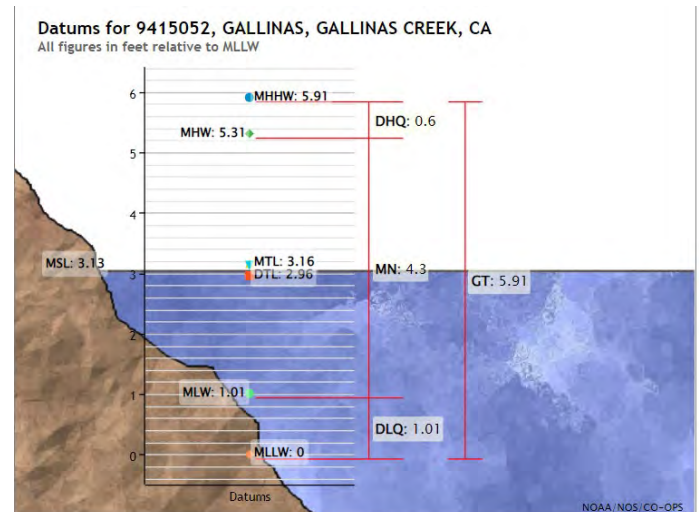 Datums for 9415052, GALLINAS, GALLINAS CREEK, CA
All figures in feet relative to MLLW
6
MHHW: 5.91
DHQ: 0.6
MHW: 5.31
5
4
MSL: 3.13
MTL: 3.16
3
DTL: 2.96
MN: 4.3
GT: 5.91
2
MLW: 1.01
1
DLQ: 1.01
0
MLLW: 0
Datums
NOAA/NOS/CO-OPS